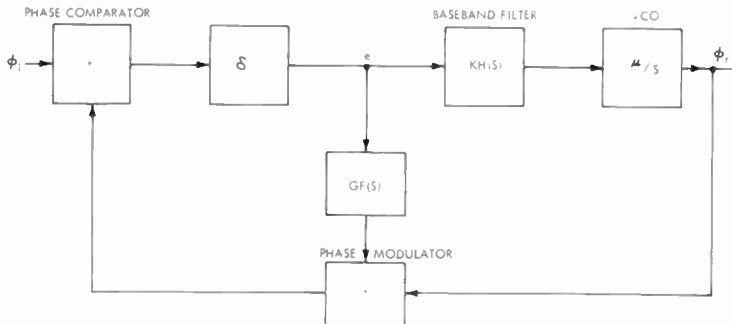 PHASE COMPARATOR
BASEBAND FILTER
.CO
ϕi
δ
e
KH(S)
μ/S
ϕr
GF(S)
PHASE MODULATOR